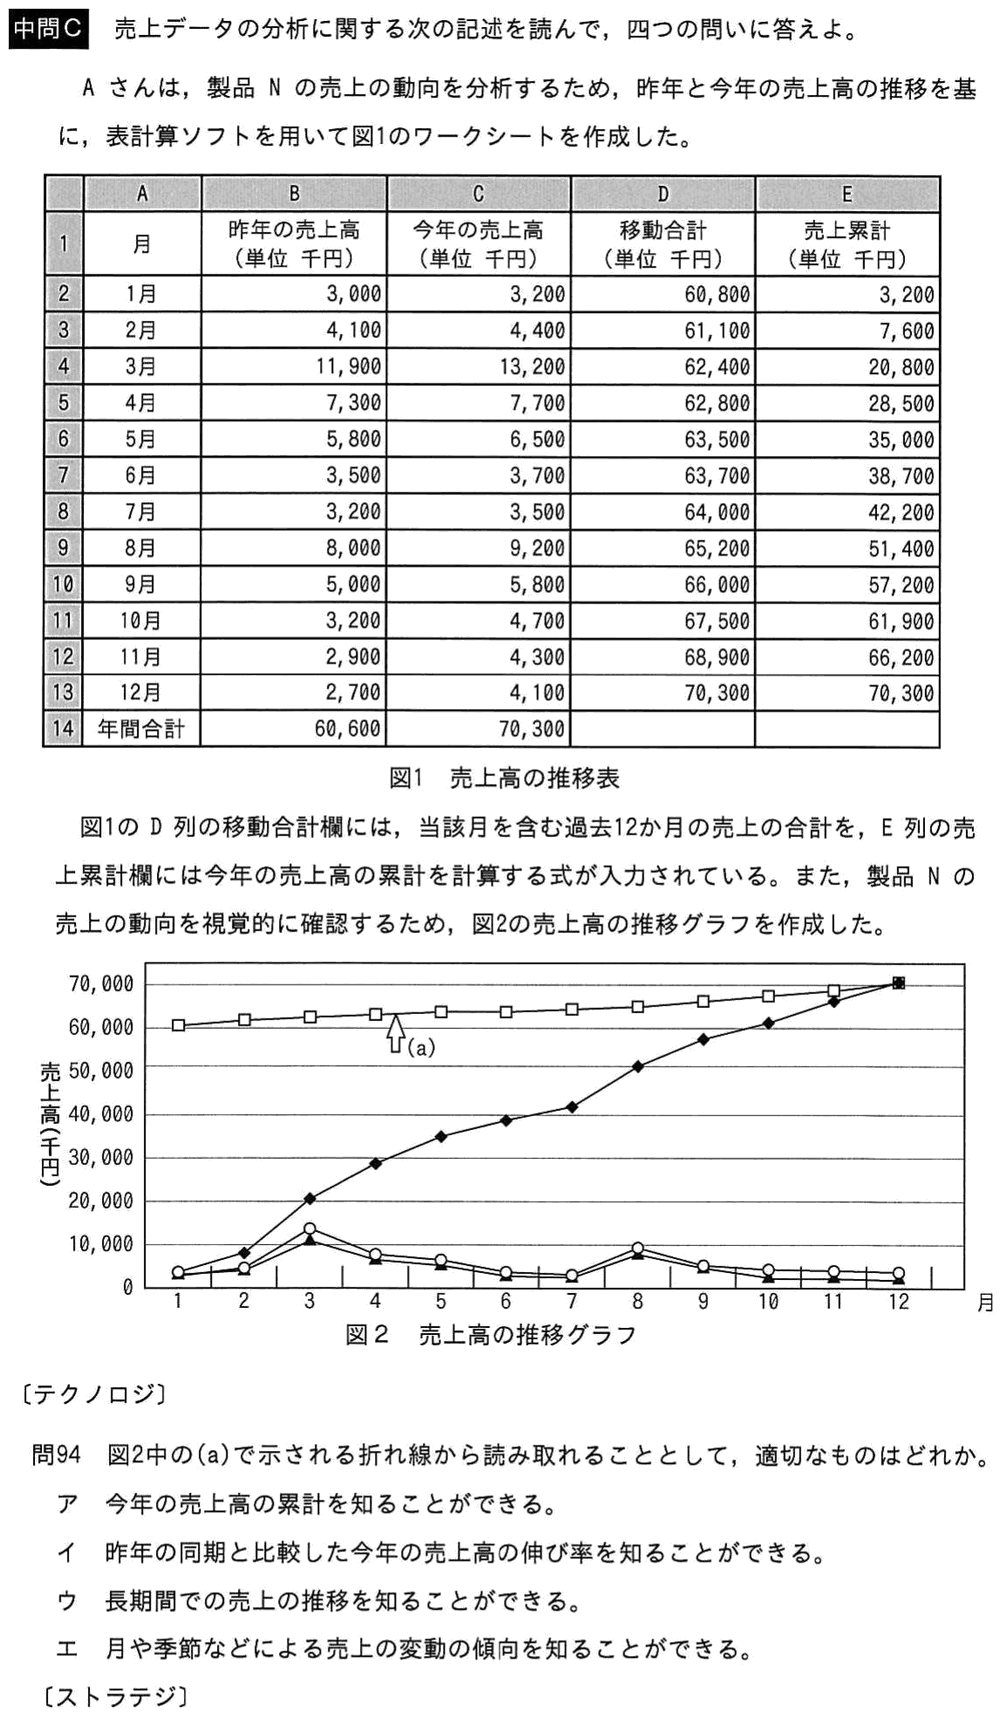 中問C 売上データの分析に関する次の記述を読んで，四つの問いに答えよ。
A さんは，製品 N の売上の動向を分析するため，昨年と今年の売上高の推移を基
に，表計算ソフトを用いて図1のワークシートを作成した。
A B C D E
1 月 昨年の売上高（単位 千円） 今年の売上高（単位 千円） 移動合計（単位 千円） 売上累計（単位 千円）
2 1月 3,000 3,200 60,800 3,200
3 2月 4,100 4,400 61,100 7,600
4 3月 11,900 13,200 62,400 20,800
5 4月 7,300 7,700 62,800 28,500
6 5月 5,800 6,500 63,500 35,000
7 6月 3,500 3,700 63,700 38,700
8 7月 3,200 3,500 64,000 42,200
9 8月 8,000 9,200 65,200 51,400
10 9月 5,000 5,800 66,000 57,200
11 10月 3,200 4,700 67,500 61,900
12 11月 2,900 4,300 68,900 66,200
13 12月 2,700 4,100 70,300 70,300
14 年間合計 60,600 70,300
図1 売上高の推移表
図1の D 列の移動合計欄には，当該月を含む過去12か月の売上の合計を，E 列の売
上累計欄には今年の売上高の累計を計算する式が入力されている。また，製品 N の
売上の動向を視覚的に確認するため，図2の売上高の推移グラフを作成した。
売上高（千円）
70,000
60,000
50,000
40,000
30,000
20,000
10,000
0
(a)
1 2 3 4 5 6 7 8 9 10 11 12 月
図２ 売上高の推移グラフ
〔テクノロジ〕
問94 図2中の(a)で示される折れ線から読み取れることとして，適切なものはどれか。
ア 今年の売上高の累計を知ることができる。
イ 昨年の同期と比較した今年の売上高の伸び率を知ることができる。
ウ 長期間での売上の推移を知ることができる。
エ 月や季節などによる売上の変動の傾向を知ることができる。
〔ストラテジ〕